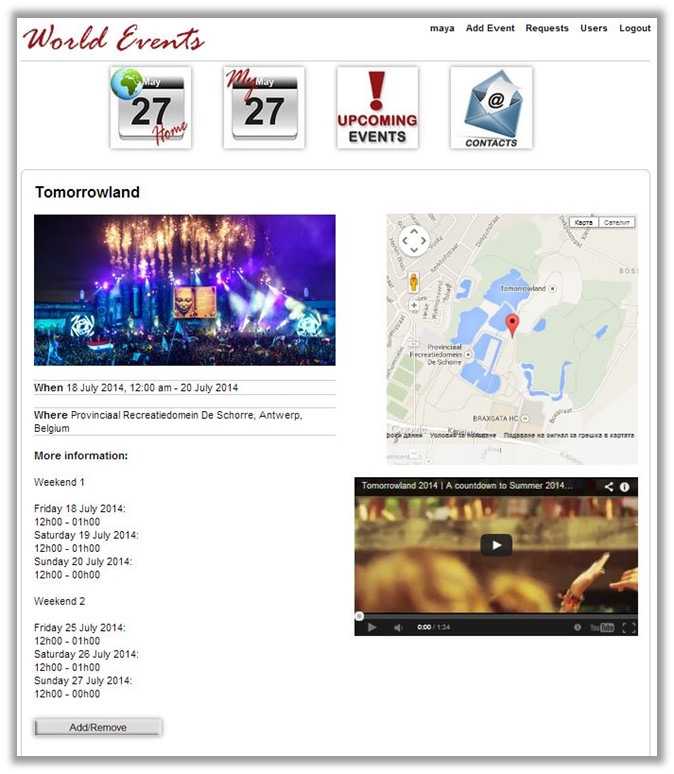 World Events
maya Add Event Requests Users Logout
May
27
Home
My
27
UPCOMING
EVENTS
@
CONTACTS
Tomorrowland
Карта Сателит
Tomorrowland
Provinciaal
Recreatiedomein
De Schorre
BRAXGATA HC
Условия за ползване Подаване на сигнал за грешка в картата
When 18 July 2014, 12:00 am - 20 July 2014
Where Provinciaal Recreatiedomein De Schorre, Antwerp,
Belgium
More information:
Weekend 1
Friday 18 July 2014:
12h00 - 01h00
Saturday 19 July 2014:
12h00 - 01h00
Sunday 20 July 2014:
12h00 - 00h00
Weekend 2
Friday 25 July 2014:
12h00 - 01h00
Saturday 26 July 2014:
12h00 - 01h00
Sunday 27 July 2014:
12h00 - 00h00
Add/Remove
Tomorrowland 2014 | A countdown to Summer 2014...
0:00 / 1:34
YouTube